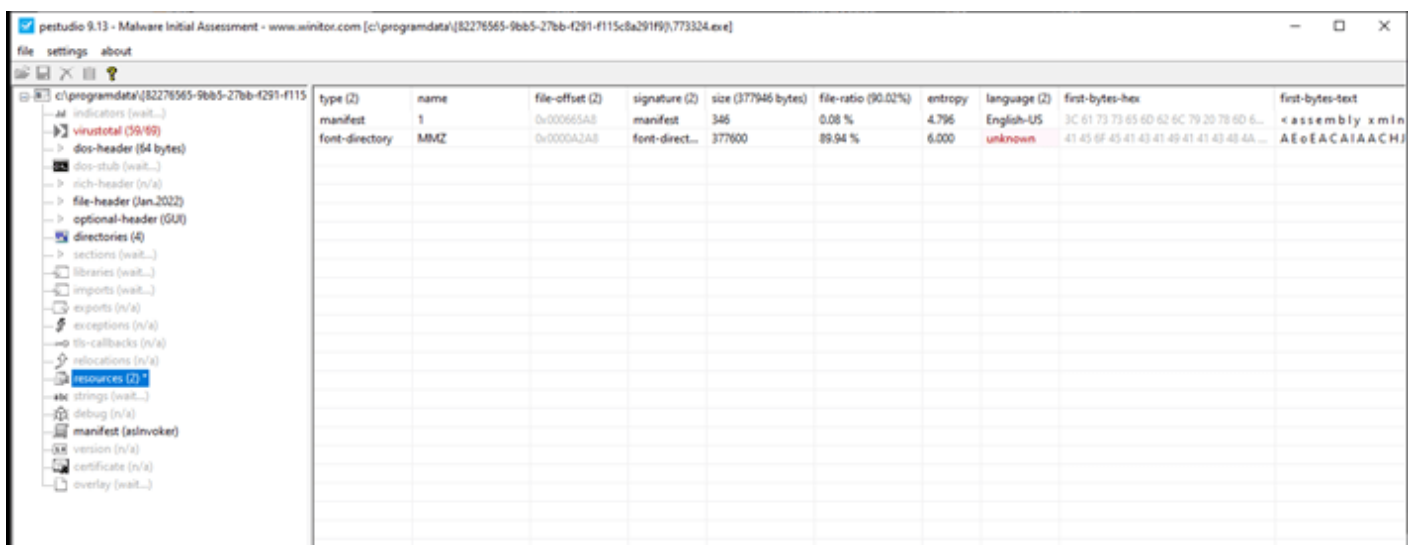 pestudio 9.13 - Malware Initial Assessment - www.winitor.com [c:\programdata\{82276565-9bb5-27bb-f291-f115c8a291f9}\773324.exe]
file settings about
c:\programdata\{82276565-9bb5-27bb-f291-f115
indicators (wait...)
virustotal (59/69)
dos-header (64 bytes)
dos-stub (wait...)
rich-header (n/a)
file-header (Jan.2022)
optional-header (GUI)
directories (4)
sections (wait...)
libraries (wait...)
imports (wait...)
exports (n/a)
exceptions (n/a)
tls-callbacks (n/a)
relocations (n/a)
resources (2) *
abc strings (wait...)
debug (n/a)
manifest (asInvoker)
version (n/a)
certificate (n/a)
overlay (wait...)
type (2) name file-offset (2) signature (2) size (377946 bytes) file-ratio (90.02%) entropy language (2) first-bytes-hex first-bytes-text
manifest 1 0x000665A8 manifest 346 0.08 % 4.796 English-US 3C 61 73 73 65 6D 62 6C 79 20 78 6D 6... < a s s e m b l y x m l n
font-directory MMZ 0x0000A2A8 font-direct... 377600 89.94 % 6.000 unknown 41 45 6F 45 41 43 41 49 41 41 43 48 4A ... A E o E A C A I A A C H J